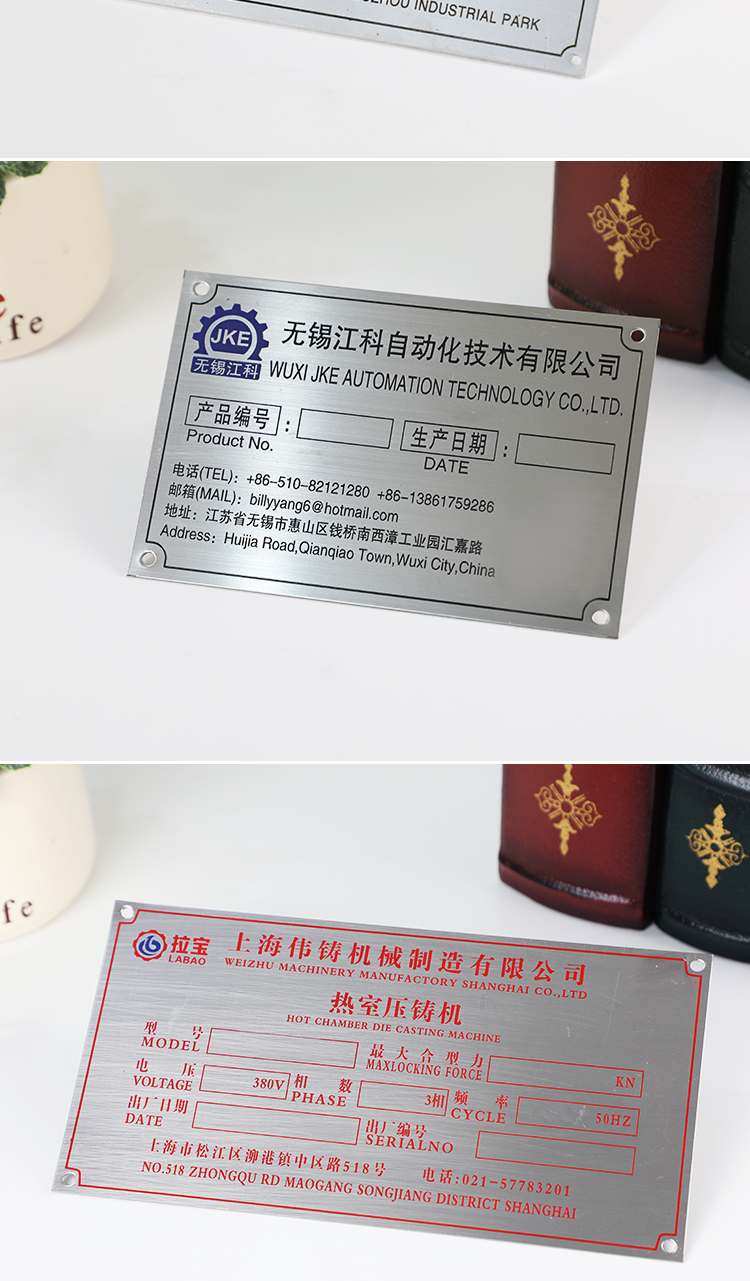 INDUSTRIAL PARK
ife
JKE
无锡江科
无锡江科自动化技术有限公司
WUXI JKE AUTOMATION TECHNOLOGY CO.,LTD.
产品编号 : 生产日期 :
Product No. DATE
电话(TEL): +86-510-82121280 +86-13861759286
邮箱(MAIL): billyyang6@hotmail.com
地址: 江苏省无锡市惠山区钱桥南西漳工业园汇嘉路
Address: Huijia Road,Qianqiao Town,Wuxi City,China
fe
拉宝
LABAO
上海伟铸机械制造有限公司
WEIZHU MACHINERY MANUFACTORY SHANGHAI CO.,LTD
热室压铸机
HOT CHAMBER DIE CASTING MACHINE
型号 最大合型力
MODEL MAXLOCKING FORCE KN
电压 380V 相数 3相 频率 50HZ
VOLTAGE PHASE CYCLE
出厂日期 出厂编号
DATE SERIALNO
上海市松江区泖港镇中区路518号 电话:021-57783201
NO.518 ZHONGQU RD MAOGANG SONGJIANG DISTRICT SHANGHAI